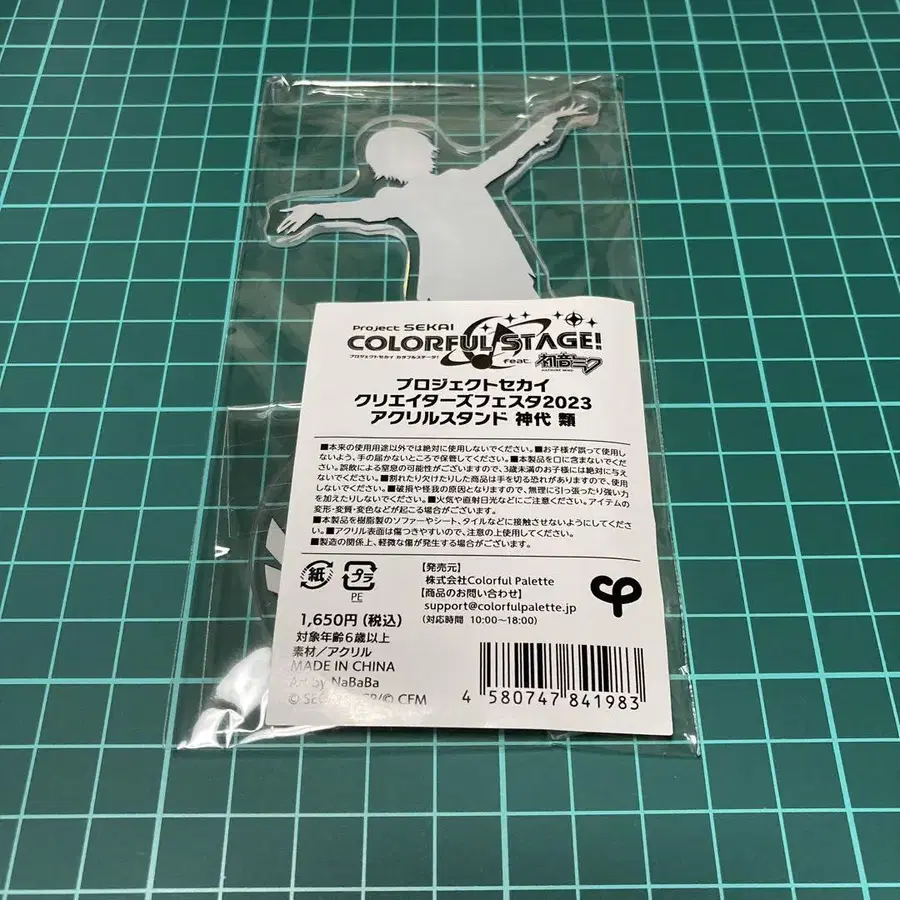 Project SEKAI
COLORFUL STAGE!
プロジェクトセカイ カラフルステージ!
feat. 初音ミク
HATSUNE MIKU
プロジェクトセカイ
クリエイターズフェスタ2023
アクリルスタンド 神代 類
■本来の使用用途以外では絶対に使用しないでください。■お子様が誤って使用し
ないよう、手の届かないところで保管してください。■本製品を口に含まないでくだ
さい。誤飲による窒息の可能性がございますので、3歳未満のお子様には絶対に与え
ないでください。■割れたり欠けたりした商品は手を切る恐れがありますので、使用
しないでください。■破損や怪我の原因となりますので、無理に引っ張ったり強い力
を加えたりしないでください。■火気や直射日光などにご注意ください。アイテムの
変形・変質・変色などが起こる場合がございます。
■本製品を樹脂製のソファーやシート、タイルなどに接触させないようにしてくださ
い。■アクリル表面は傷つきやすいので、注意の上使用してください。
■製造の関係上、軽微な傷が発生する場合がございます。
紙
プラ
PE
【発売元】
株式会社Colorful Palette
【商品のお問い合わせ】
support@colorfulpalette.jp
(対応時間 10:00〜18:00)
1,650円(税込)
対象年齢6歳以上
素材/アクリル
MADE IN CHINA
Art by NaBaBa
© SEGA /© CFM
4 580747 841983